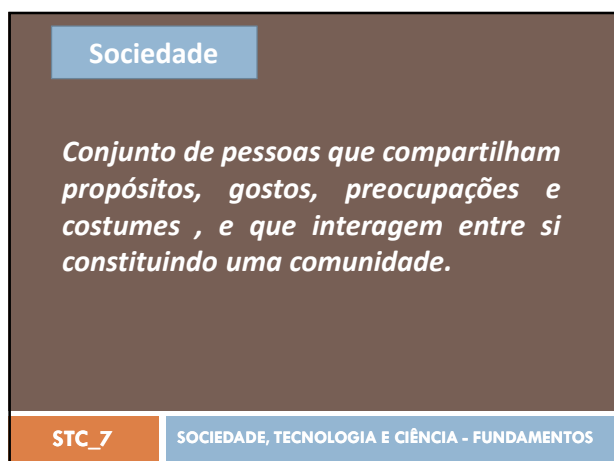 Sociedade
Conjunto de pessoas que compartilham
propósitos, gostos, preocupações e
costumes , e que interagem entre si
constituindo uma comunidade.
STC_7
SOCIEDADE, TECNOLOGIA E CIÊNCIA - FUNDAMENTOS